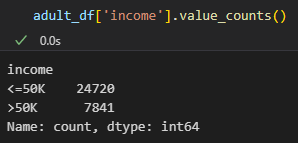 adult_df['income'].value_counts()
✓ 0.0s
income
<=50K    24720
>50K      7841
Name: count, dtype: int64